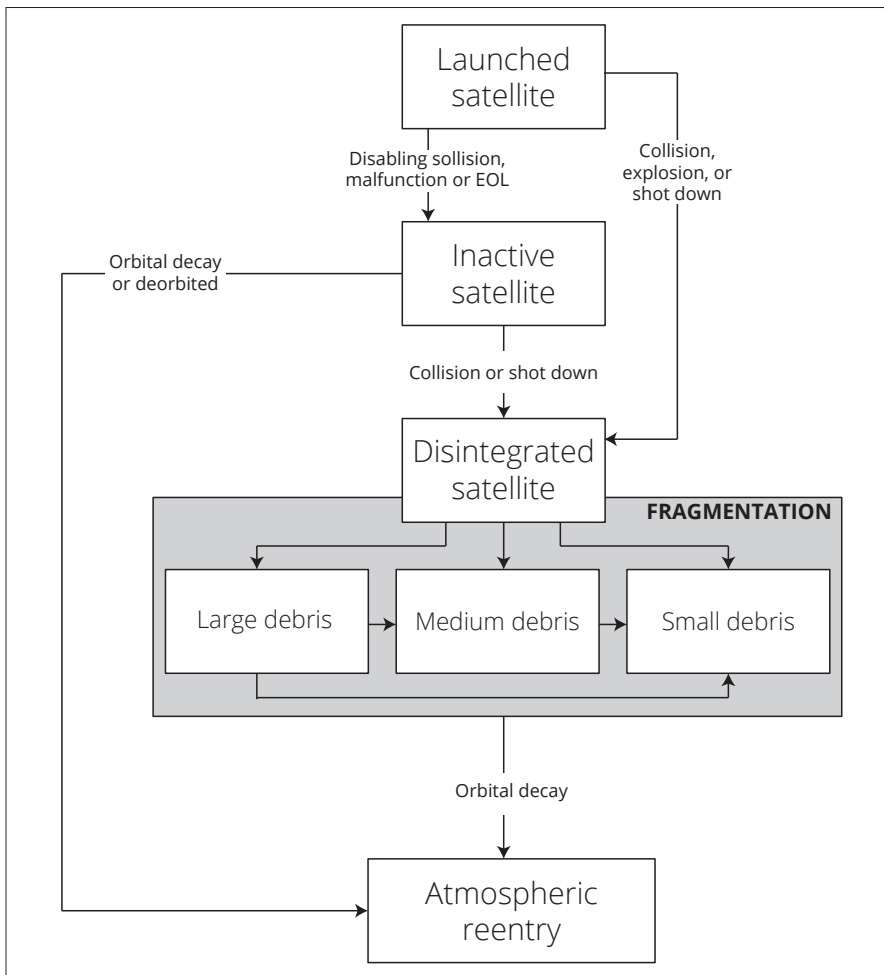 Launched
satellite
Disabling sollision,
malfunction or EOL
Collision,
explosion, or
shot down
Orbital decay
or deorbited
Inactive
satellite
Collision or shot down
Disintegrated
satellite
FRAGMENTATION
Large debris
Medium debris
Small debris
Orbital decay
Atmospheric
reentry